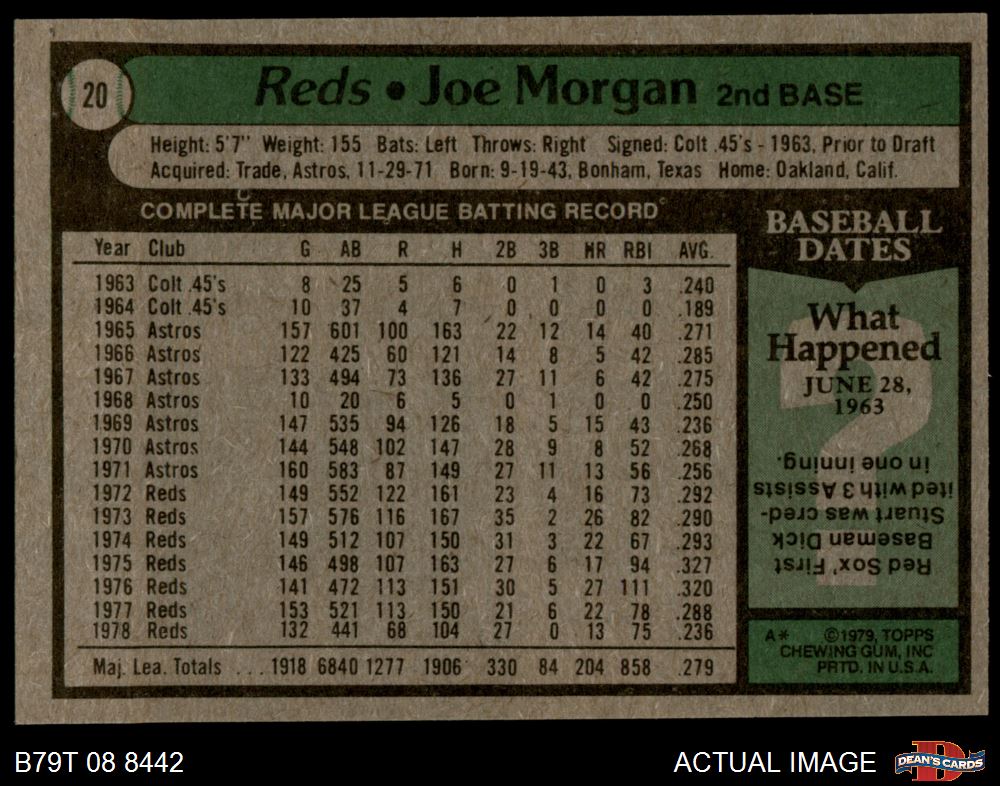 20
Reds • Joe Morgan 2nd BASE
Height: 5'7" Weight: 155 Bats: Left Throws: Right Signed: Colt .45's - 1963, Prior to Draft
Acquired: Trade, Astros, 11-29-71 Born: 9-19-43, Bonham, Texas Home: Oakland, Calif.
COMPLETE MAJOR LEAGUE BATTING RECORD
Year Club G AB R H 2B 3B HR RBI AVG.
1963 Colt .45's 8 25 5 6 0 1 0 3 .240
1964 Colt .45's 10 37 4 7 0 0 0 0 .189
1965 Astros 157 601 100 163 22 12 14 40 .271
1966 Astros 122 425 60 121 14 8 5 42 .285
1967 Astros 133 494 73 136 27 11 6 42 .275
1968 Astros 10 20 6 5 0 1 0 0 .250
1969 Astros 147 535 94 126 18 5 15 43 .236
1970 Astros 144 548 102 147 28 9 8 52 .268
1971 Astros 160 583 87 149 27 11 13 56 .256
1972 Reds 149 552 122 161 23 4 16 73 .292
1973 Reds 157 576 116 167 35 2 26 82 .290
1974 Reds 149 512 107 150 31 3 22 67 .293
1975 Reds 146 498 107 163 27 6 17 94 .327
1976 Reds 141 472 113 151 30 5 27 111 .320
1977 Reds 153 521 113 150 21 6 22 78 .288
1978 Reds 132 441 68 104 27 0 13 75 .236
Maj. Lea. Totals ... 1918 6840 1277 1906 330 84 204 858 .279
BASEBALL
DATES
What
Happened
JUNE 28,
1963
?
Red Sox' First
Baseman Dick
Stuart was cred-
ited with 3 Assists
in one inning.
A* ©1979, TOPPS
CHEWING GUM, INC
PRTD. IN U.S.A.
B79T 08 8442
ACTUAL IMAGE
D
DEAN'S CARDS